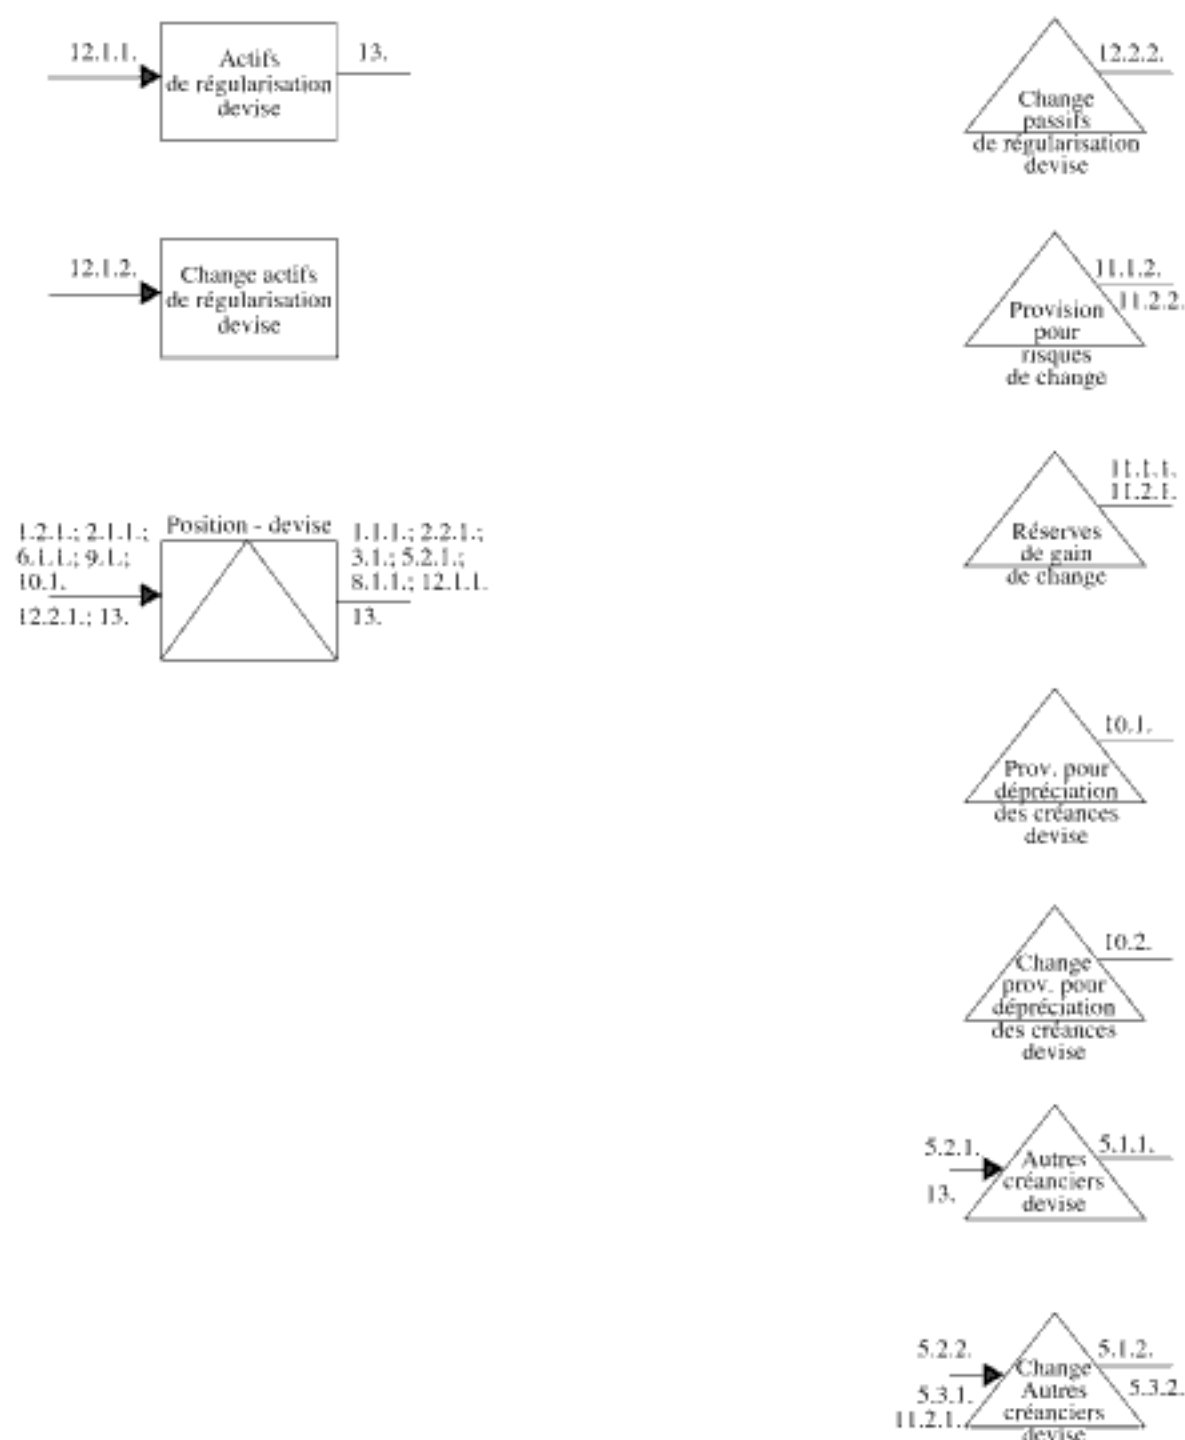 12.1.1.
Actifs
de régularisation
devise
13.
12.1.2.
Change actifs
de régularisation
devise
Position - devise
1.2.1.; 2.1.1.;
6.1.1.; 9.1.;
10.1.
12.2.1.; 13.
1.1.1.; 2.2.1.;
3.1.; 5.2.1.;
8.1.1.; 12.1.1.
13.
12.2.2.
Change
passifs
de régularisation
devise
11.1.2.
11.2.2.
Provision
pour
risques
de change
11.1.1.
11.2.1.
Réserves
de gain
de change
10.1.
Prov. pour
dépréciation
des créances
devise
10.2.
Change
prov. pour
dépréciation
des créances
devise
5.2.1.
13.
Autres
créanciers
devise
5.1.1.
5.2.2.
5.3.1.
11.2.1.
Change
Autres
créanciers
devise
5.1.2.
5.3.2.